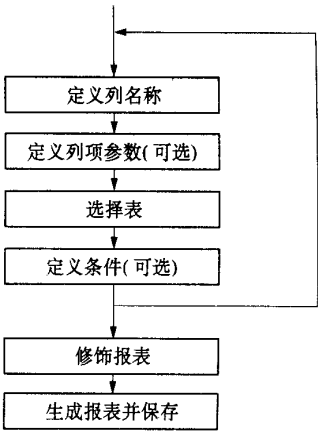 定义列名称
定义列项参数(可选)
选择表
定义条件(可选)
修饰报表
生成报表并保存